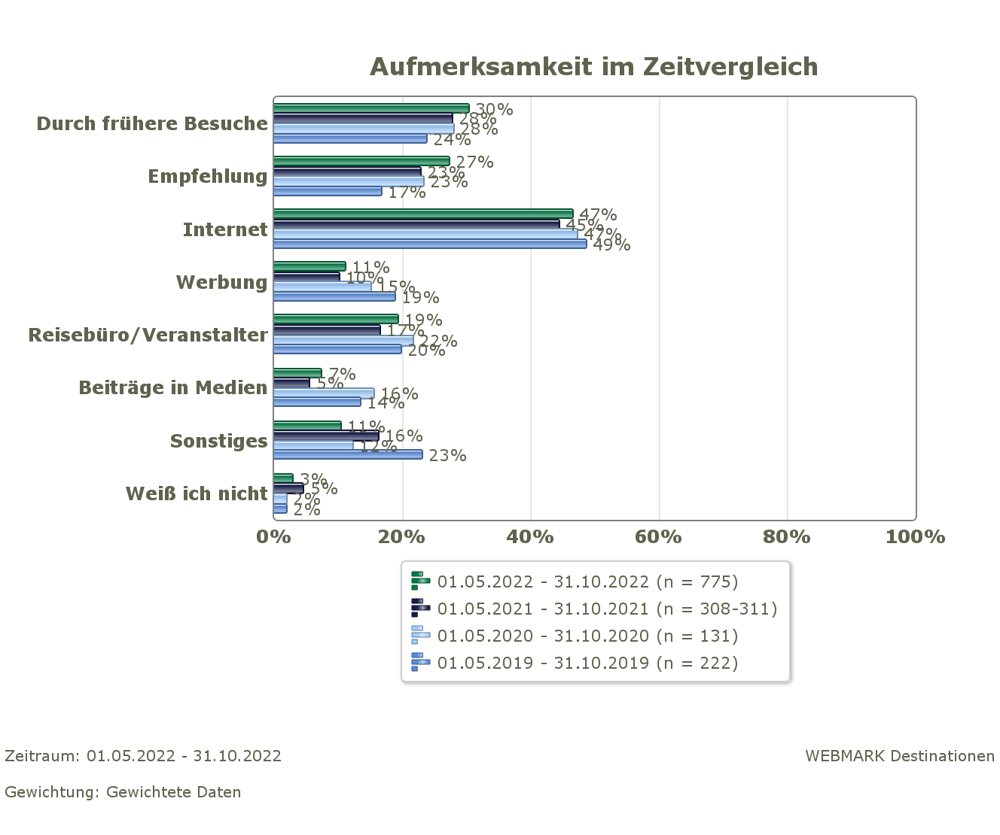 Aufmerksamkeit im Zeitvergleich
Durch frühere Besuche
30%
28%
28%
24%
Empfehlung
27%
23%
23%
17%
Internet
47%
45%
47%
49%
Werbung
11%
10%
15%
19%
Reisebüro/Veranstalter
19%
17%
22%
20%
Beiträge in Medien
7%
5%
16%
14%
Sonstiges
11%
16%
12%
23%
Weiß ich nicht
3%
5%
2%
2%
0% 20% 40% 60% 80% 100%
01.05.2022 - 31.10.2022 (n = 775)
01.05.2021 - 31.10.2021 (n = 308-311)
01.05.2020 - 31.10.2020 (n = 131)
01.05.2019 - 31.10.2019 (n = 222)
Zeitraum: 01.05.2022 - 31.10.2022
WEBMARK Destinationen
Gewichtung: Gewichtete Daten